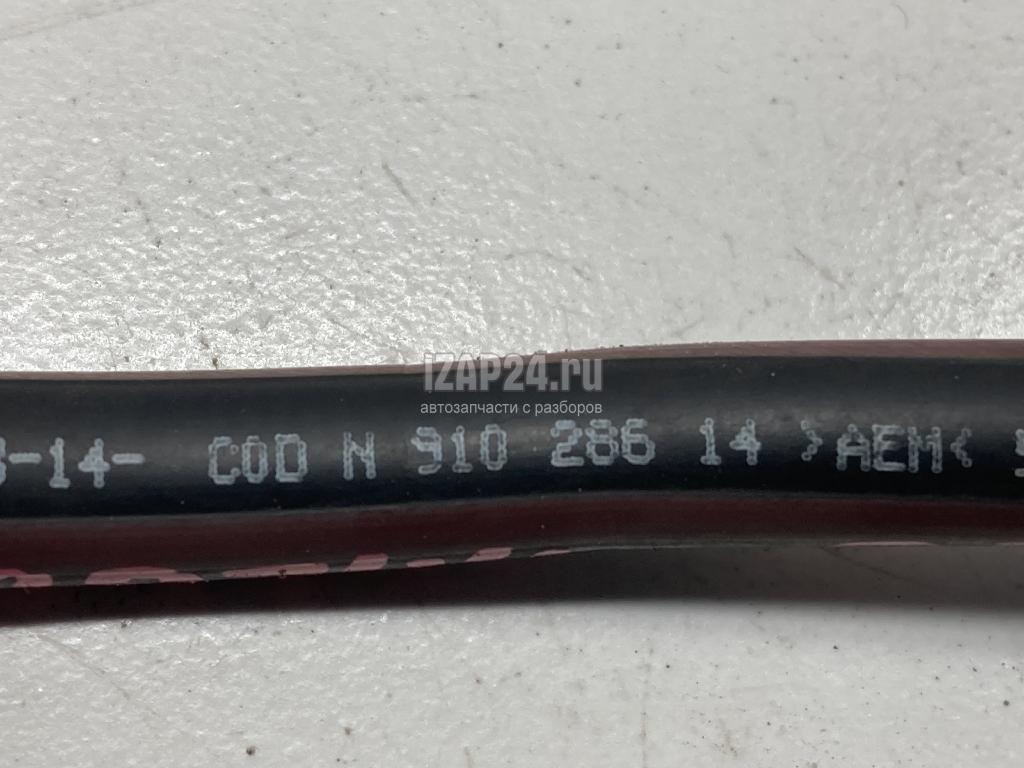 iZAP24.ru
автозапчасти с разборов
-14- COD N 910 286 14 >AEM<